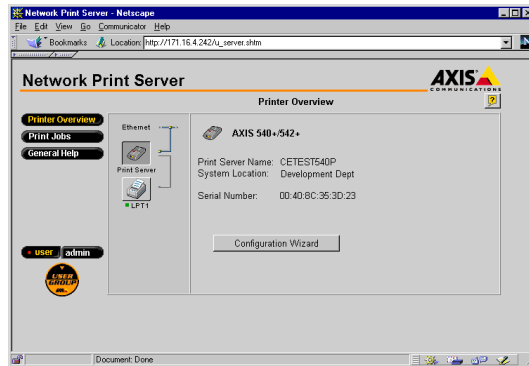 Network Print Server - Netscape
File Edit View Go Communicator Help
Bookmarks Location: http://171.16.4.242/u_server.shtm
Network Print Server
AXIS
COMMUNICATIONS
Printer Overview
?
Printer Overview
Print Jobs
General Help
Ethernet
Print Server
LPT1
AXIS 540+/542+
Print Server Name: CETEST540P
System Location: Development Dept
Serial Number: 00:40:8C:35:3D:23
Configuration Wizard
user admin
USER
GROUP
Document: Done